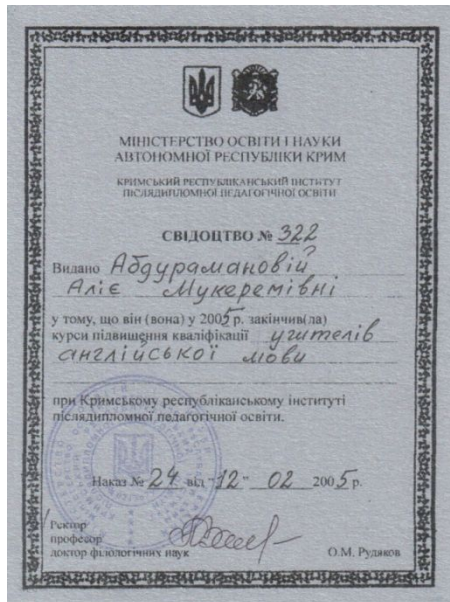 МІНІСТЕРСТВО ОСВІТИ І НАУКИ
АВТОНОМНОЇ РЕСПУБЛІКИ КРИМ
КРИМСЬКИЙ РЕСПУБЛІКАНСЬКИЙ ІНСТИТУТ
ПІСЛЯДИПЛОМНОЇ ПЕДАГОГІЧНОЇ ОСВІТИ
СВІДОЦТВО № 322
Видано Абдурамановій
Аліє Мукеремівні
у тому, що він (вона) у 2005 р. закінчив(ла)
курси підвищення кваліфікації учителів
англійської мови
при Кримському республіканському інституті
післядипломної педагогічної освіти.
Наказ № 24 від "12" 02 2005 р.
Ректор
професор
доктор філологічних наук О.М. Рудяков